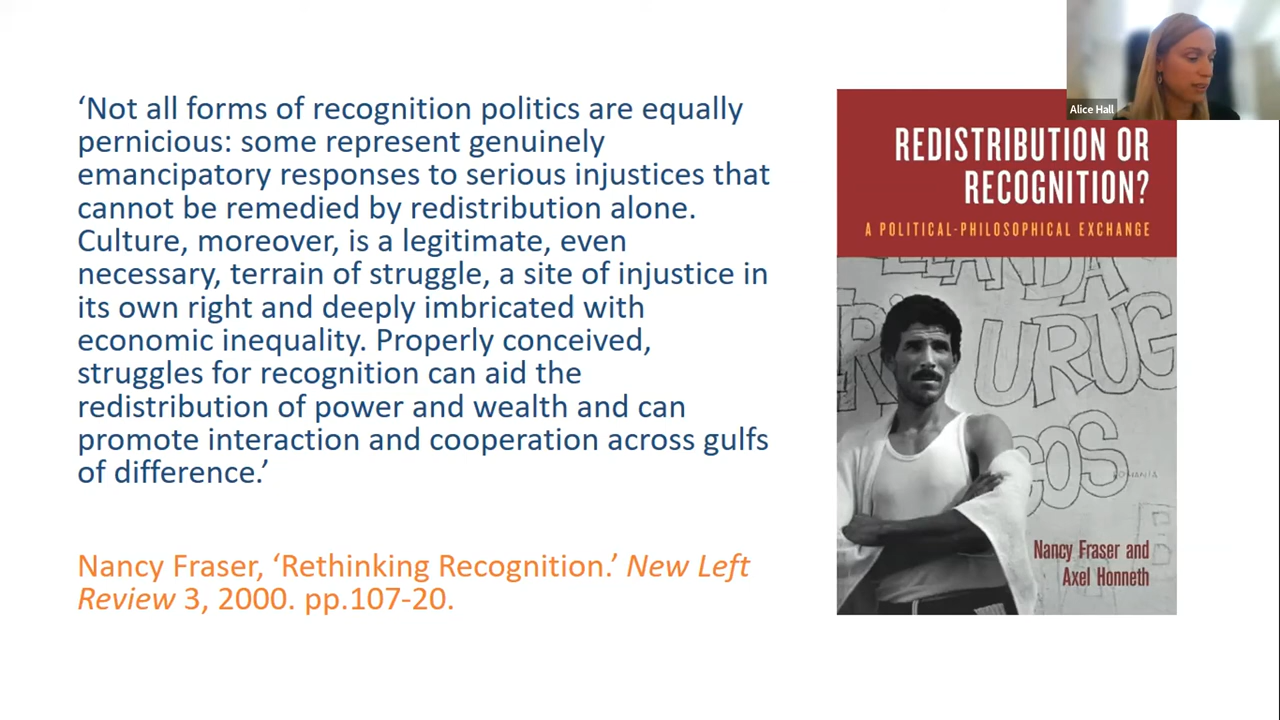 ‘Not all forms of recognition politics are equally
pernicious: some represent genuinely
emancipatory responses to serious injustices that
cannot be remedied by redistribution alone.
Culture, moreover, is a legitimate, even
necessary, terrain of struggle, a site of injustice in
its own right and deeply imbricated with
economic inequality. Properly conceived,
struggles for recognition can aid the
redistribution of power and wealth and can
promote interaction and cooperation across gulfs
of difference.’
Nancy Fraser, ‘Rethinking Recognition.’ New Left
Review 3, 2000. pp.107-20.
Alice Hall
REDISTRIBUTION OR
RECOGNITION?
A POLITICAL-PHILOSOPHICAL EXCHANGE
URUG
COS
ROMANIA
Nancy Fraser and
Axel Honneth